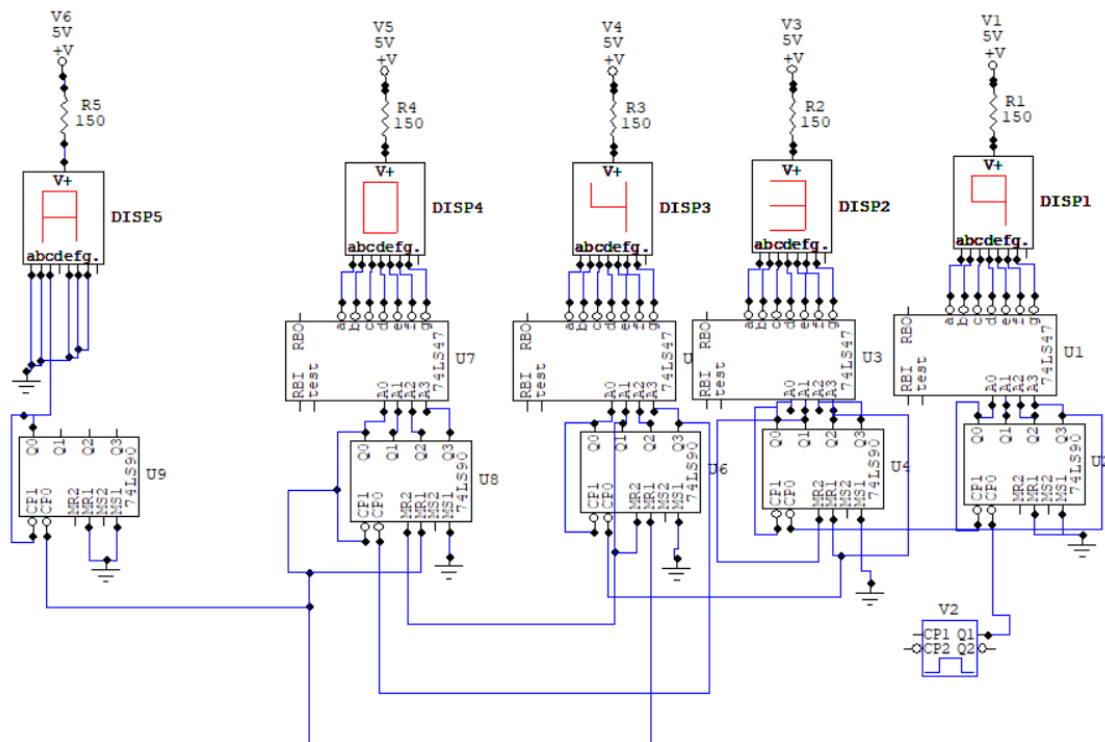 V6
5V
+V
V5
5V
+V
V4
5V
+V
V3
5V
+V
V1
5V
+V
R5
150
R4
150
R3
150
R2
150
R1
150
V+
DISP5
abcdefg.
V+
DISP4
abcdefg.
V+
DISP3
abcdefg.
V+
DISP2
abcdefg.
V+
DISP1
abcdefg.
RBO
a b c d e f g
RBI
test
A0 A1 A2 A3
74LS47
U7
RBO
a b c d e f g
RBI
test
A0 A1 A2 A3
74LS47
U
RBO
a b c d e f g
RBI
test
A0 A1 A2 A3
74LS47
U3
RBO
a b c d e f g
RBI
test
A0 A1 A2 A3
74LS47
U1
Q0 Q1 Q2 Q3
CP1 CP0 MR2 MR1 MS2 MS1
74LS90
U9
Q0 Q1 Q2 Q3
CP1 CP0 MR2 MR1 MS2 MS1
74LS90
U8
Q0 Q1 Q2 Q3
CP1 CP0 MR2 MR1 MS2 MS1
74LS90
U6
Q0 Q1 Q2 Q3
CP1 CP0 MR2 MR1 MS2 MS1
74LS90
U4
Q0 Q1 Q2 Q3
CP1 CP0 MR2 MR1 MS2 MS1
74LS90
V2
CP1 Q1
CP2 Q2